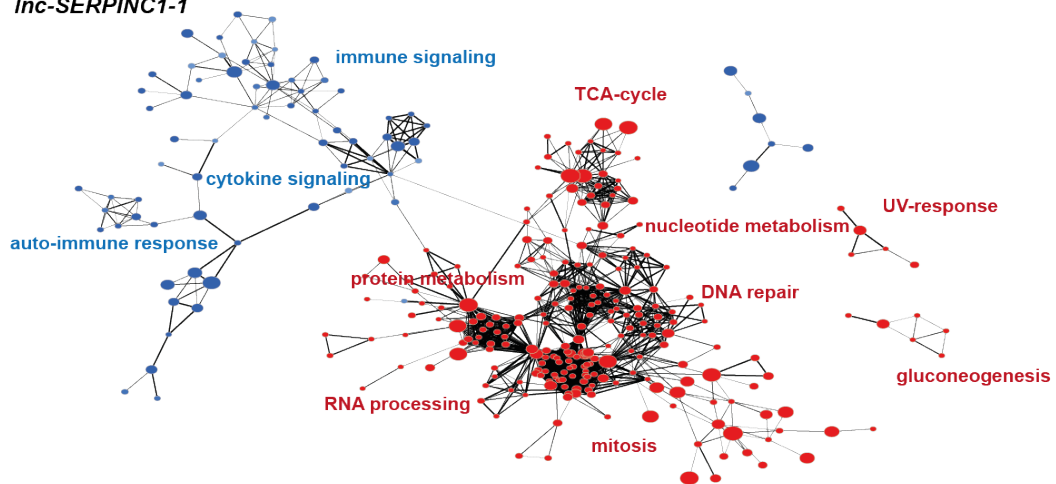 lnc-SERPINC1-1
immune signaling
TCA-cycle
cytokine signaling
UV-response
nucleotide metabolism
auto-immune response
protein metabolism
DNA repair
gluconeogenesis
RNA processing
mitosis